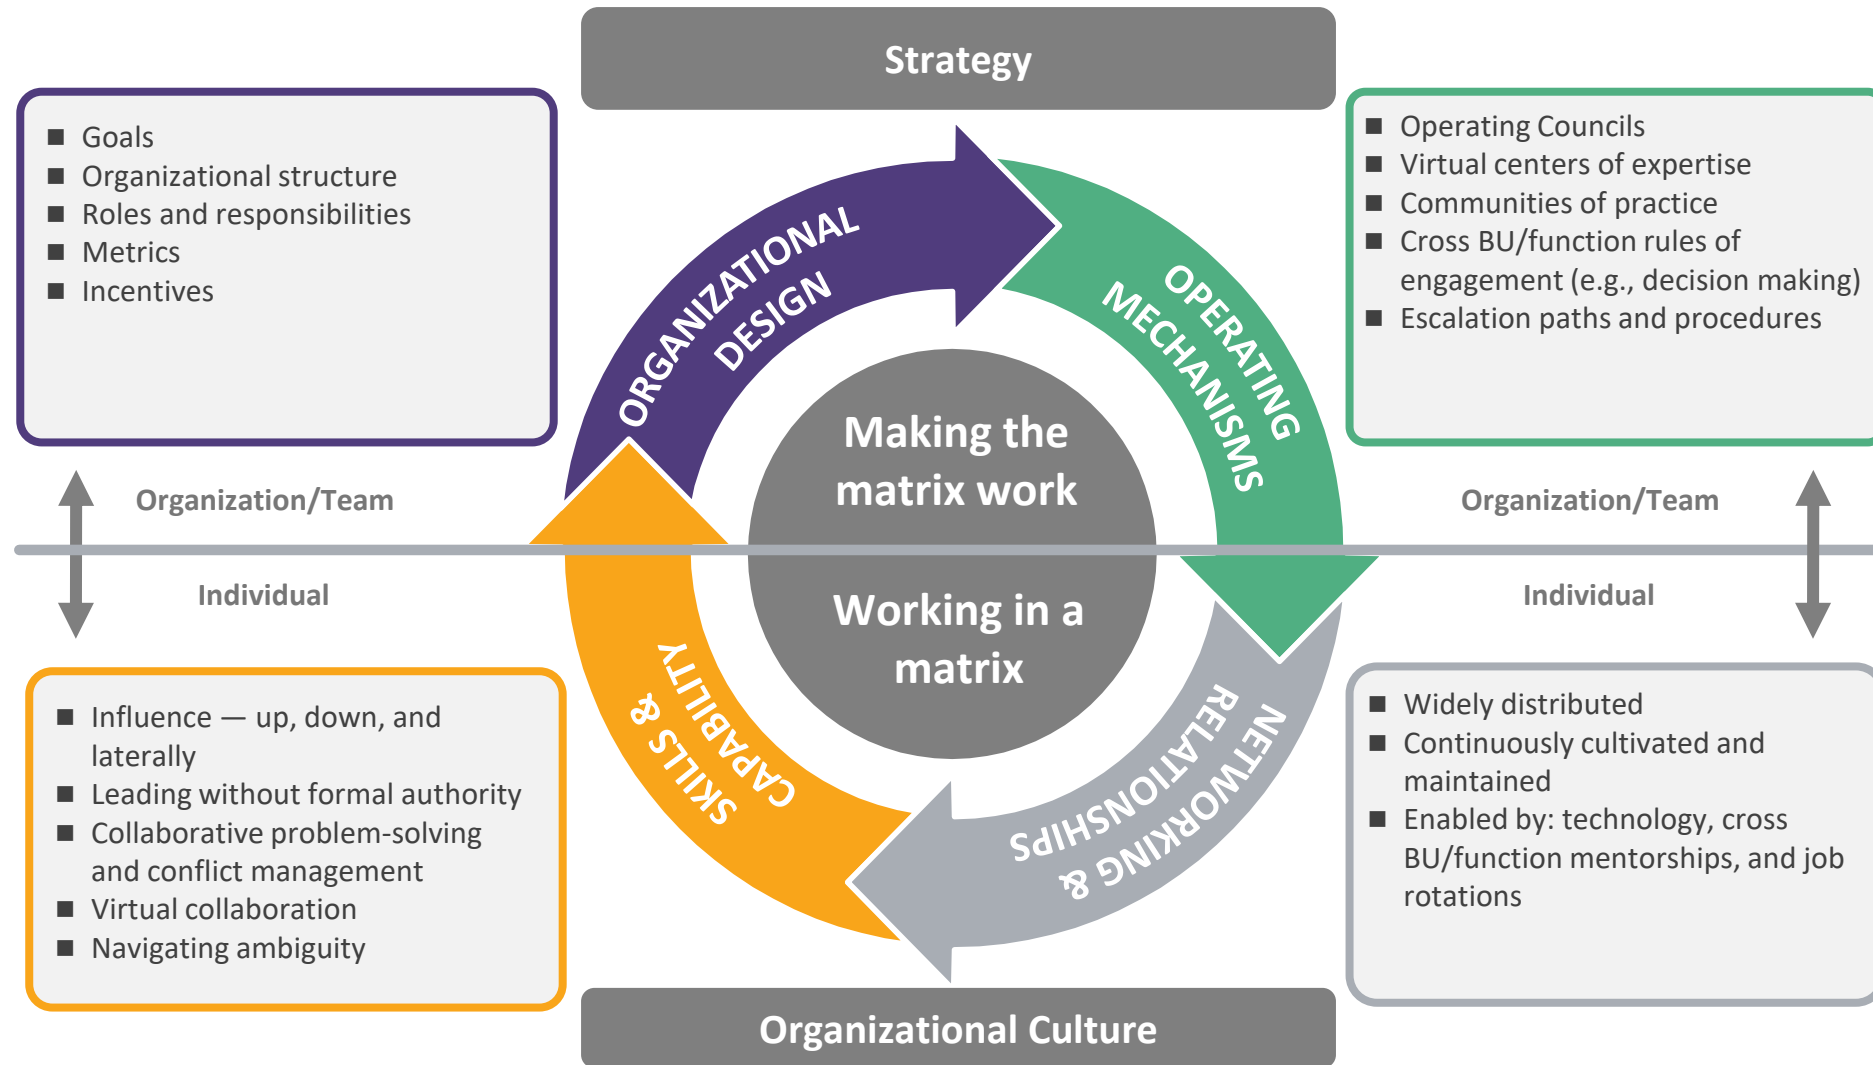 Strategy
■ Goals
■ Organizational structure
■ Roles and responsibilities
■ Metrics
■ Incentives
■ Operating Councils
■ Virtual centers of expertise
■ Communities of practice
■ Cross BU/function rules of
engagement (e.g., decision making)
■ Escalation paths and procedures
ORGANIZATIONAL
DESIGN
OPERATING
MECHANISMS
Making the
matrix work
Organization/Team
Organization/Team
Individual
Individual
Working in a
matrix
SKILLS &
CAPABILITY
NETWORKING &
RELATIONSHIPS
■ Influence — up, down, and
laterally
■ Leading without formal authority
■ Collaborative problem-solving
and conflict management
■ Virtual collaboration
■ Navigating ambiguity
■ Widely distributed
■ Continuously cultivated and
maintained
■ Enabled by: technology, cross
BU/function mentorships, and job
rotations
Organizational Culture